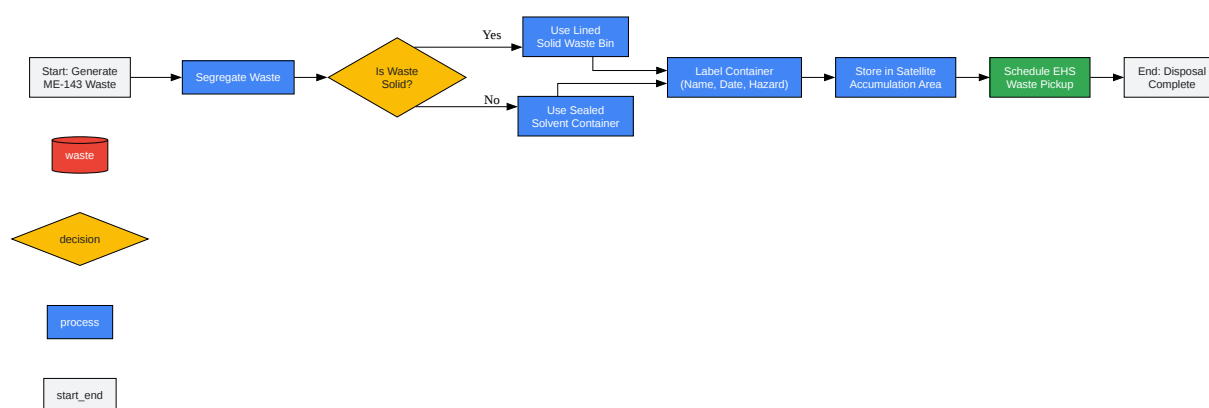 Start: Generate
ME-143 Waste
Segregate Waste
Is Waste
Solid?
Yes
No
Use Lined
Solid Waste Bin
Use Sealed
Solvent Container
Label Container
(Name, Date, Hazard)
Store in Satellite
Accumulation Area
Schedule EHS
Waste Pickup
End: Disposal
Complete
waste
decision
process
start_end